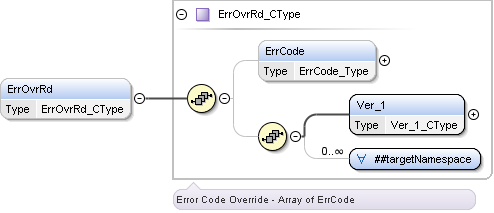 ErrOvrRd_CType
ErrCode
Type ErrCode_Type
ErrOvrRd
Type ErrOvrRd_CType
Ver_1
Type Ver_1_CType
0..∞
∀ ##targetNamespace
Error Code Override - Array of ErrCode